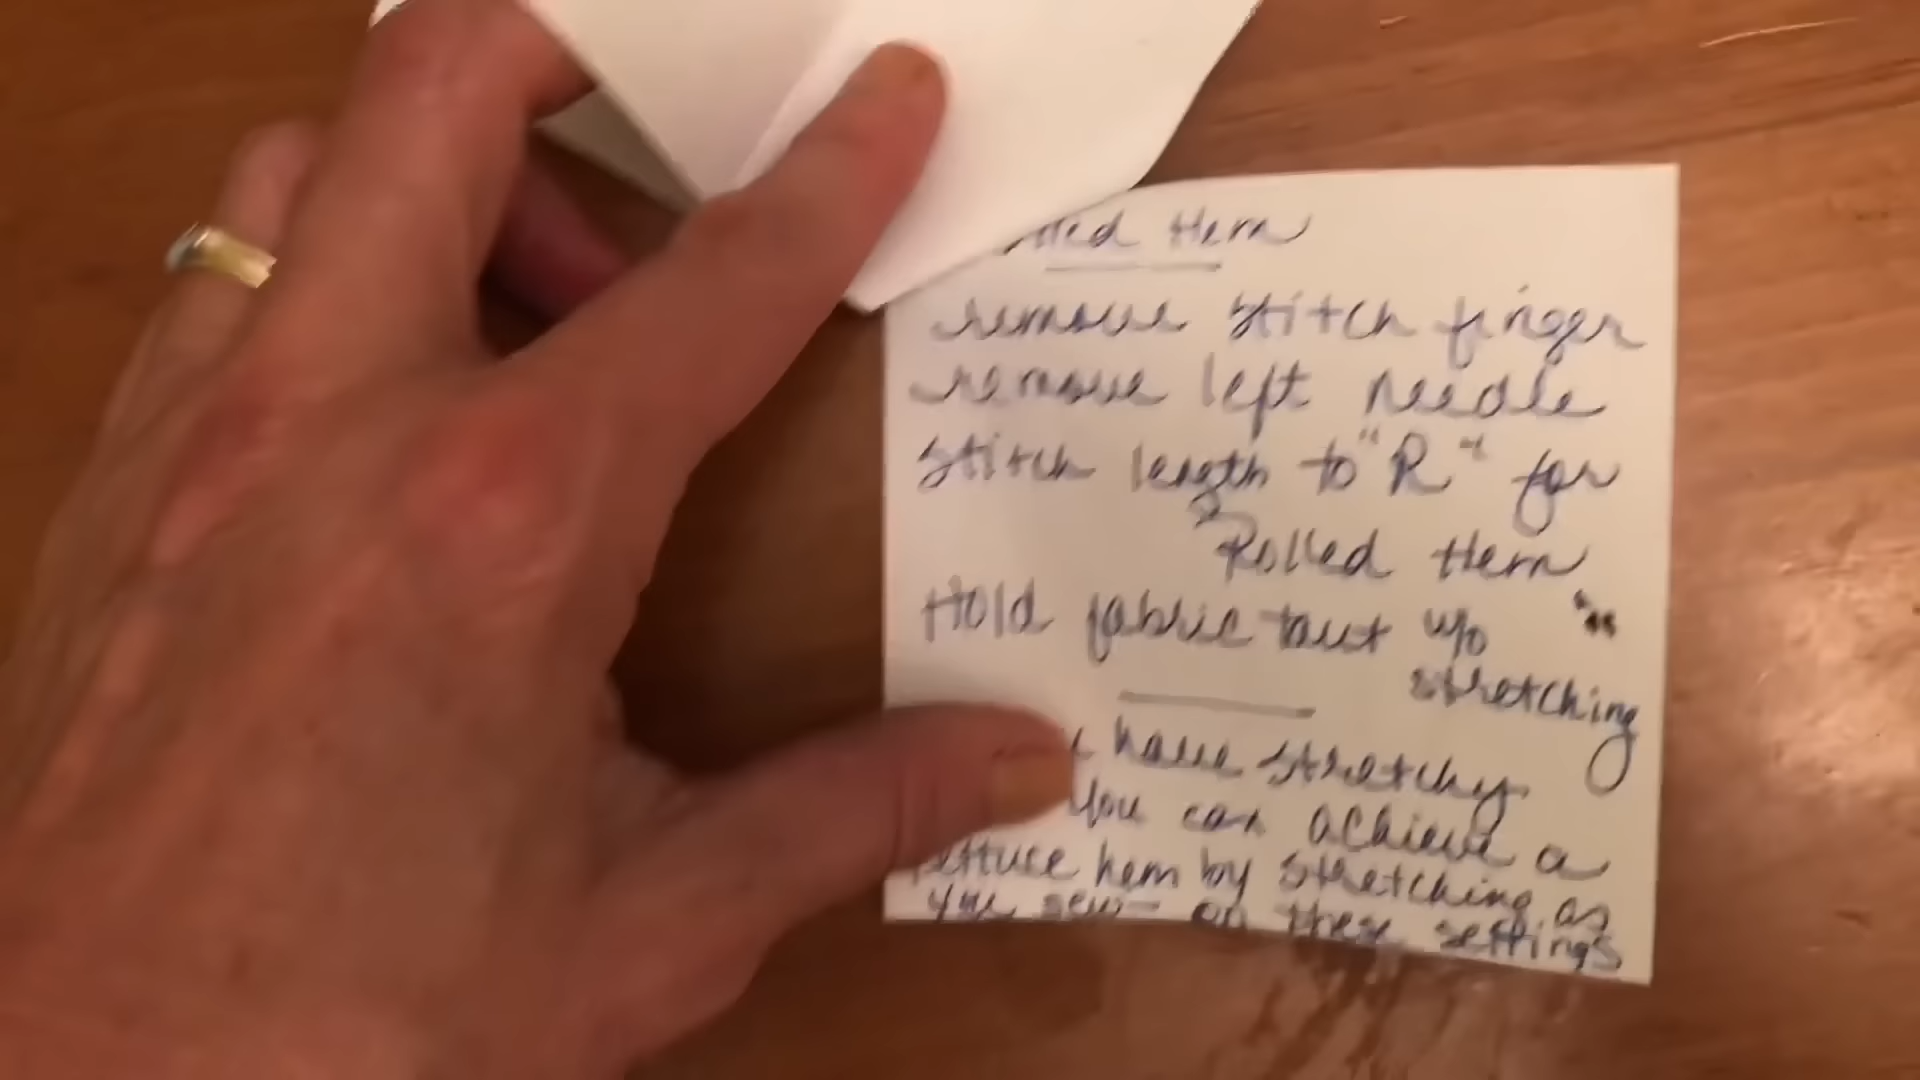 Hem
remove stitch finger
remove left needle
stitch length to "R" for
Rolled Hem
Hold fabric taut w/o
stretching
have stretchy
you can achieve a
lettuce hem by stretching as
you sew - on these settings